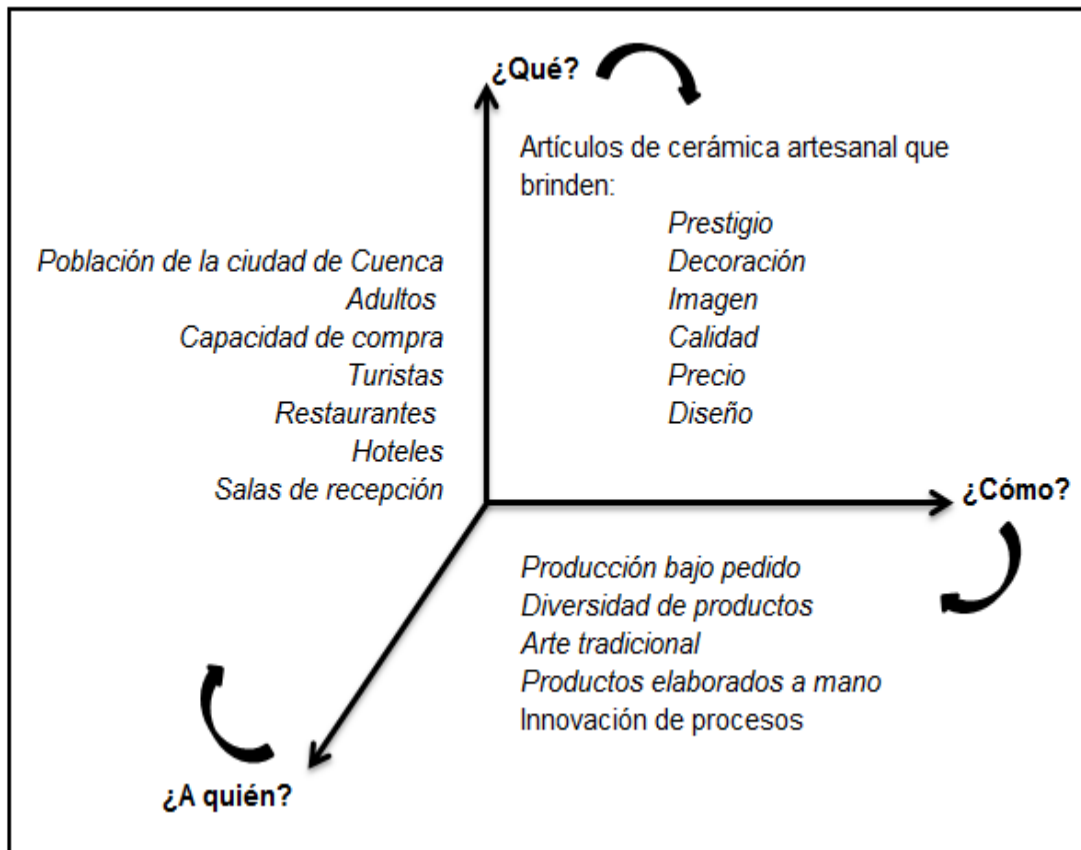 ¿Qué?
Artículos de cerámica artesanal que
brinden:
Prestigio
Decoración
Imagen
Calidad
Precio
Diseño
Población de la ciudad de Cuenca
Adultos
Capacidad de compra
Turistas
Restaurantes
Hoteles
Salas de recepción
¿Cómo?
Producción bajo pedido
Diversidad de productos
Arte tradicional
Productos elaborados a mano
Innovación de procesos
¿A quién?